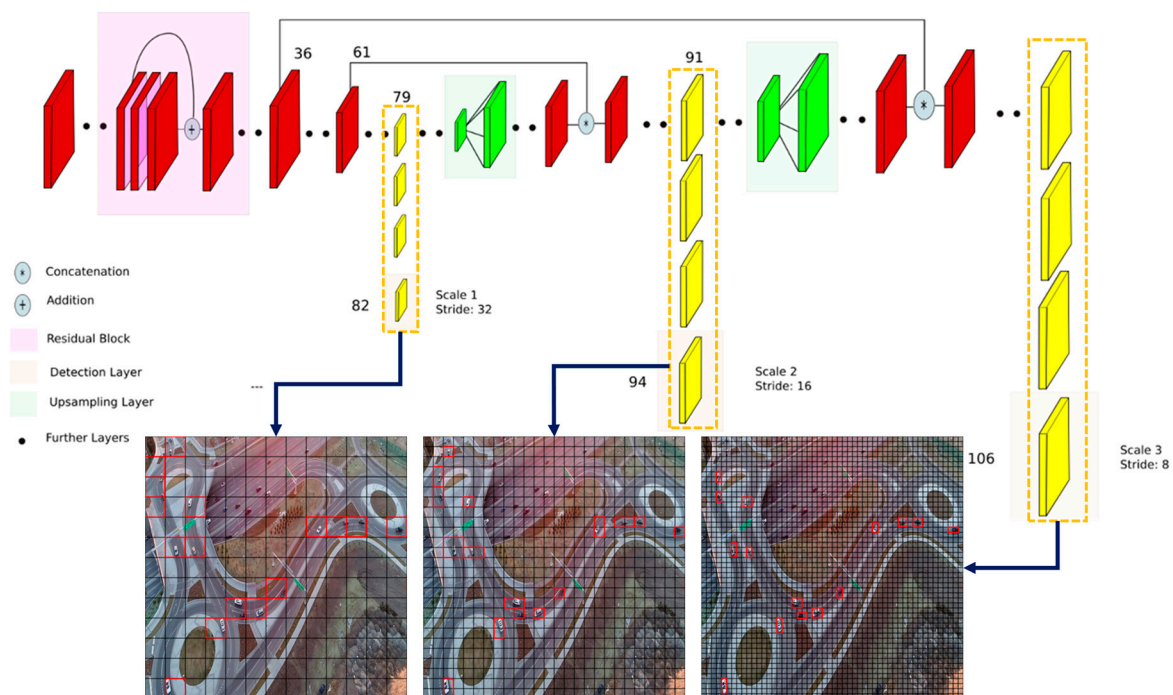 36
61
91
79
*
+
*
*
Concatenation
+
Addition
82
Scale 1
Stride: 32
Residual Block
Detection Layer
---
94
Scale 2
Stride: 16
Upsampling Layer
Further Layers
106
Scale 3
Stride: 8